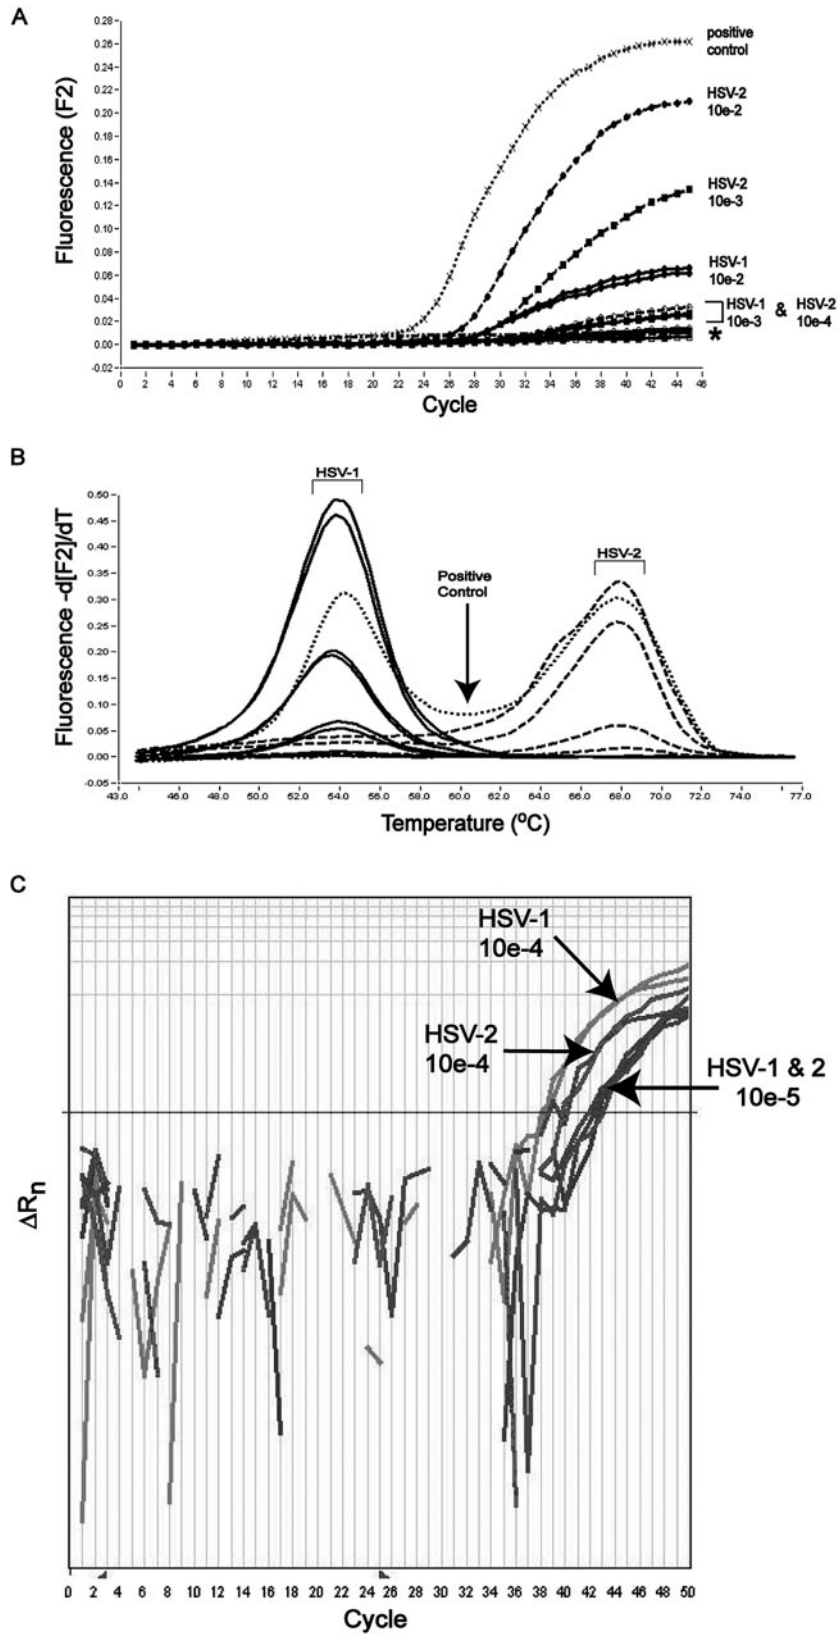 A
Fluorescence (F2)
0.28
0.26
0.24
0.22
0.20
0.18
0.16
0.14
0.12
0.10
0.08
0.06
0.04
0.02
0.00
-0.02
0 2 4 6 8 10 12 14 16 18 20 22 24 26 28 30 32 34 36 38 40 42 44 46
Cycle
positive
control
HSV-2
10e-2
HSV-2
10e-3
HSV-1
10e-2
HSV-1 & HSV-2
10e-3 10e-4
*
B
Fluorescence -d[F2]/dT
0.50
0.45
0.40
0.35
0.30
0.25
0.20
0.15
0.10
0.05
0.00
-0.05
43.0 46.0 50.0 52.0 54.0 56.0 60.0 62.0 64.0 66.0 68.0 70.0 74.0 77.0
Temperature (°C)
HSV-1
Positive
Control
HSV-2
C
ΔRn
HSV-1
10e-4
HSV-2
10e-4
HSV-1 & 2
10e-5
0 2 4 6 8 10 12 14 16 18 20 22 24 26 28 30 32 34 36 38 40 42 44 46 48 50
Cycle